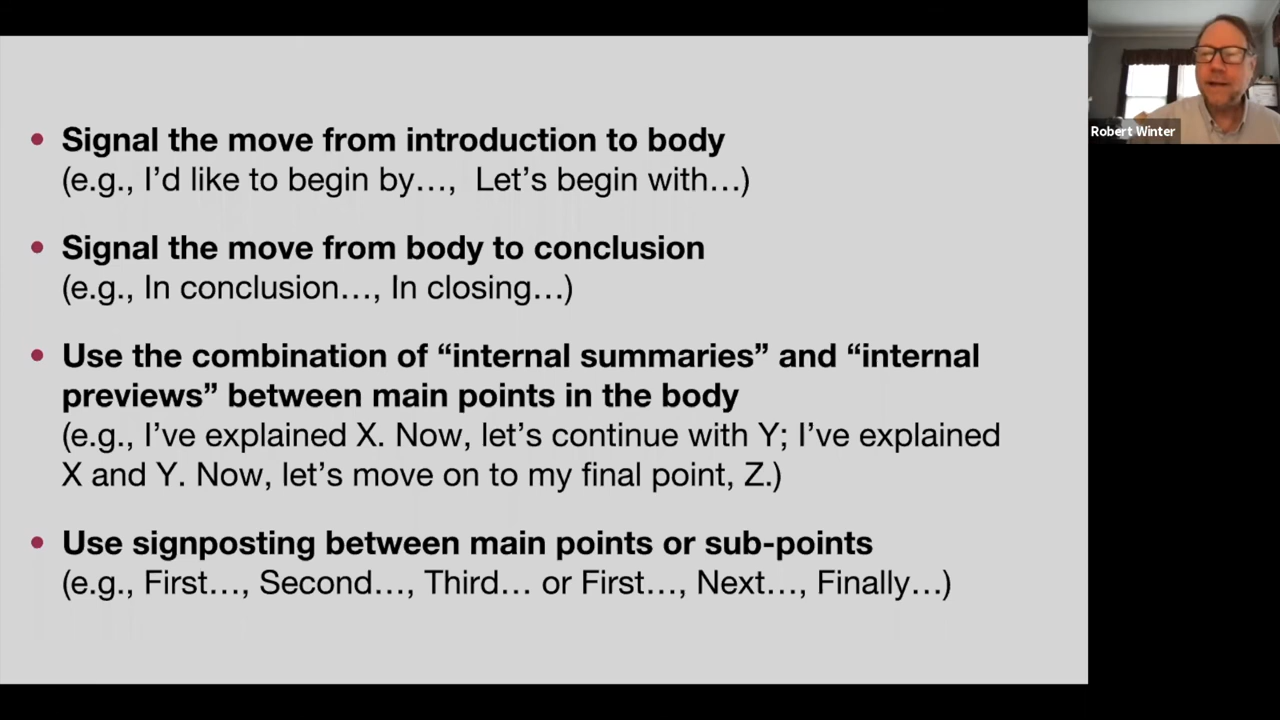 • Signal the move from introduction to body
(e.g., I’d like to begin by…,  Let’s begin with…)
• Signal the move from body to conclusion
(e.g., In conclusion…, In closing…)
• Use the combination of “internal summaries” and “internal
previews” between main points in the body
(e.g., I’ve explained X. Now, let’s continue with Y; I’ve explained
X and Y. Now, let’s move on to my final point, Z.)
• Use signposting between main points or sub-points
(e.g., First…, Second…, Third… or First…, Next…, Finally…)
Robert Winter